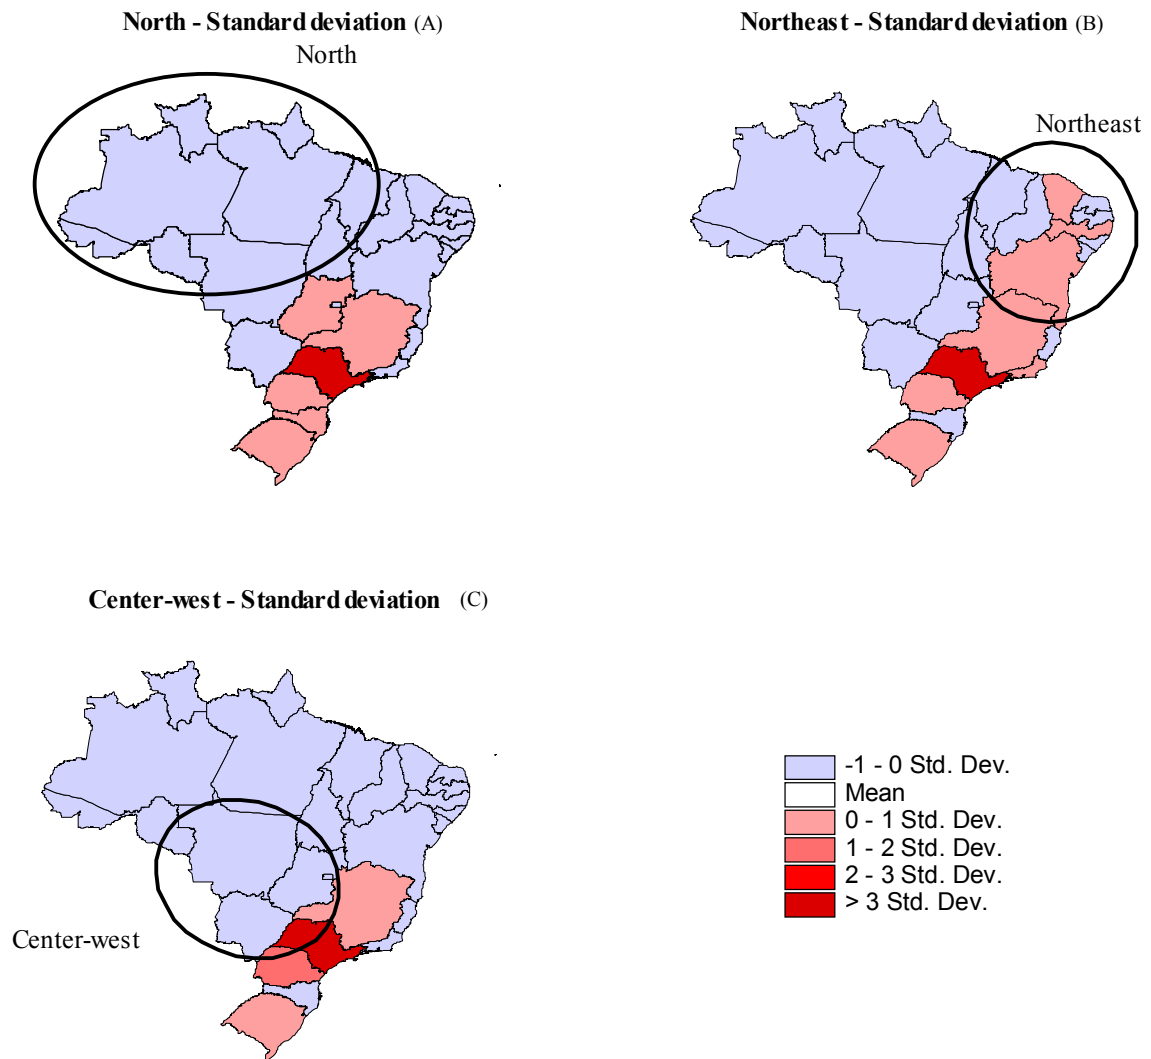 North - Standard deviation (A)
North
Northeast - Standard deviation (B)
Northeast
Center-west - Standard deviation (C)
Center-west
-1 - 0 Std. Dev.
Mean
0 - 1 Std. Dev.
1 - 2 Std. Dev.
2 - 3 Std. Dev.
> 3 Std. Dev.